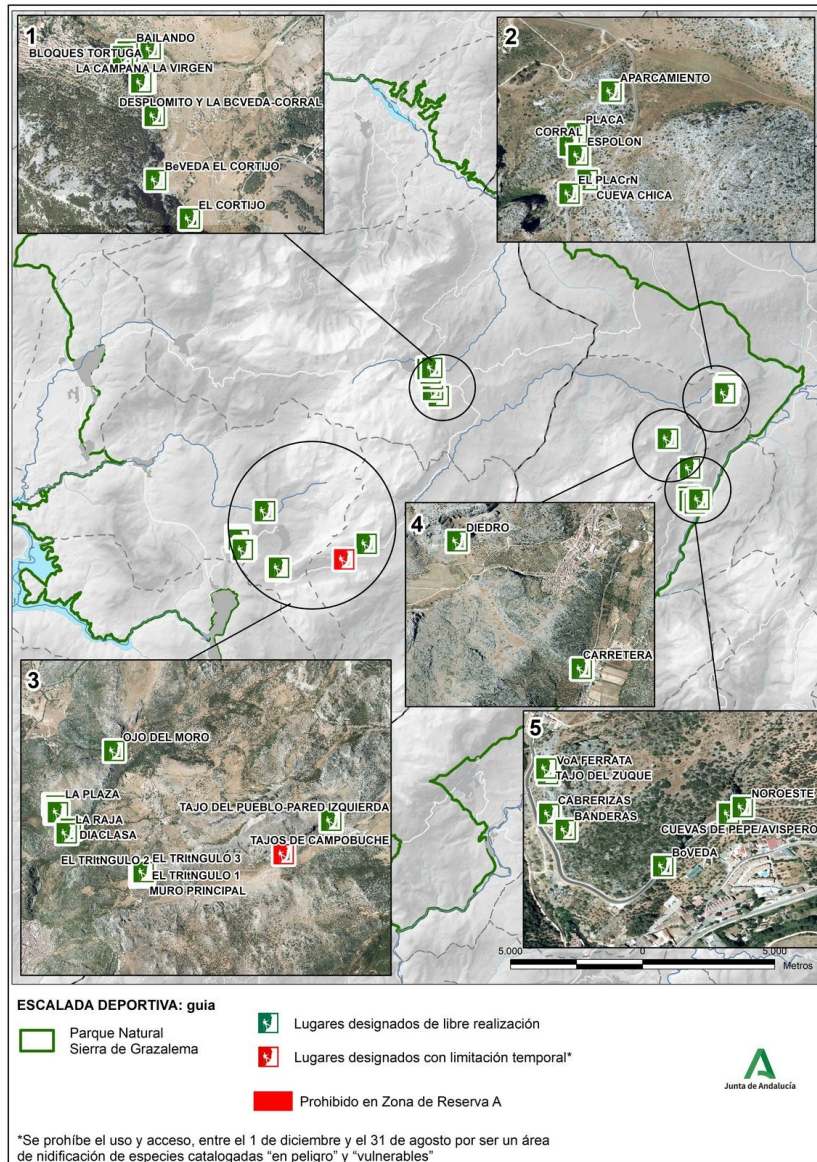 1
BAILANDO
BLOQUES TORTUGA
LA CAMPANA LA VIRGEN
DESPLOMITO Y LA BCVEDA-CORRAL
BeVEDA EL CORTIJO
EL CORTIJO
2
APARCAMIENTO
PLACA
CORRAL
ESPOLON
EL PLACrN
CUEVA CHICA
4
DIEDRO
CARRETERA
3
OJO DEL MORO
LA PLAZA
LA RAJA
DIACLASA
TAJO DEL PUEBLO-PARED IZQUIERDA
TAJOS DE CAMPOBUCHE
EL TRItNGULO 2
EL TRItNGULO 3
EL TRItNGULO 1
MURO PRINCIPAL
5
VoA FERRATA
TAJO DEL ZUQUE
CABRERIZAS
BANDERAS
NOROESTE
CUEVAS DE PEPE/AVISPERO
BoVEDA
5.000 0 5.000
Metros
ESCALADA DEPORTIVA: guia
Parque Natural
Sierra de Grazalema
Lugares designados de libre realización
Lugares designados con limitación temporal*
Prohibido en Zona de Reserva A
Junta de Andalucía
*Se prohíbe el uso y acceso, entre el 1 de diciembre y el 31 de agosto por ser un área
de nidificación de especies catalogadas “en peligro” y “vulnerables”